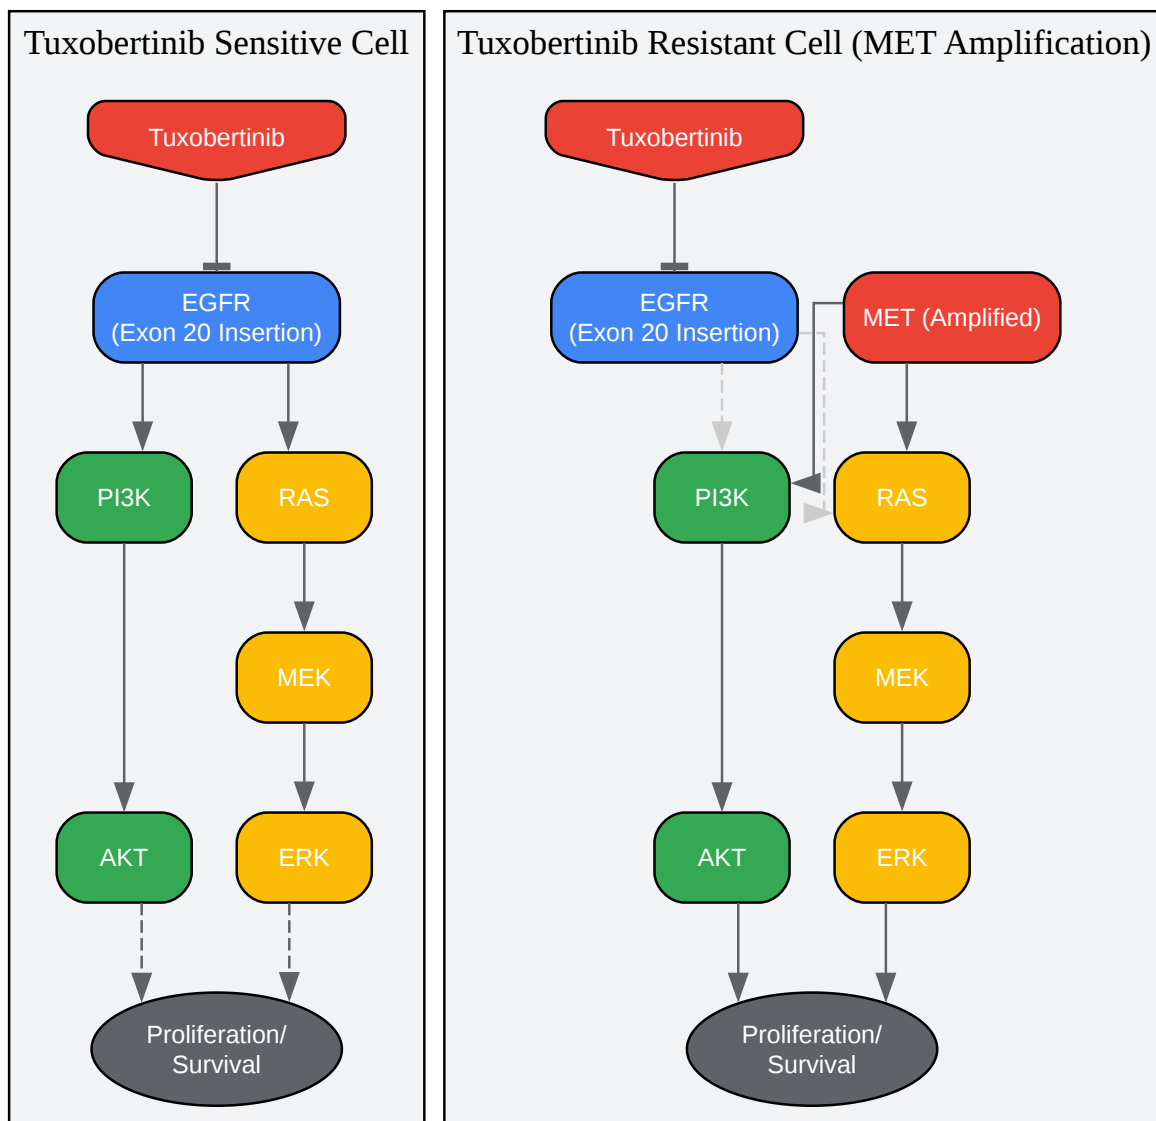 Tuxobertinib Sensitive Cell
Tuxobertinib
EGFR
(Exon 20 Insertion)
PI3K
RAS
MEK
AKT
ERK
Proliferation/
Survival
Tuxobertinib Resistant Cell (MET Amplification)
Tuxobertinib
EGFR
(Exon 20 Insertion)
MET (Amplified)
PI3K
RAS
MEK
AKT
ERK
Proliferation/
Survival